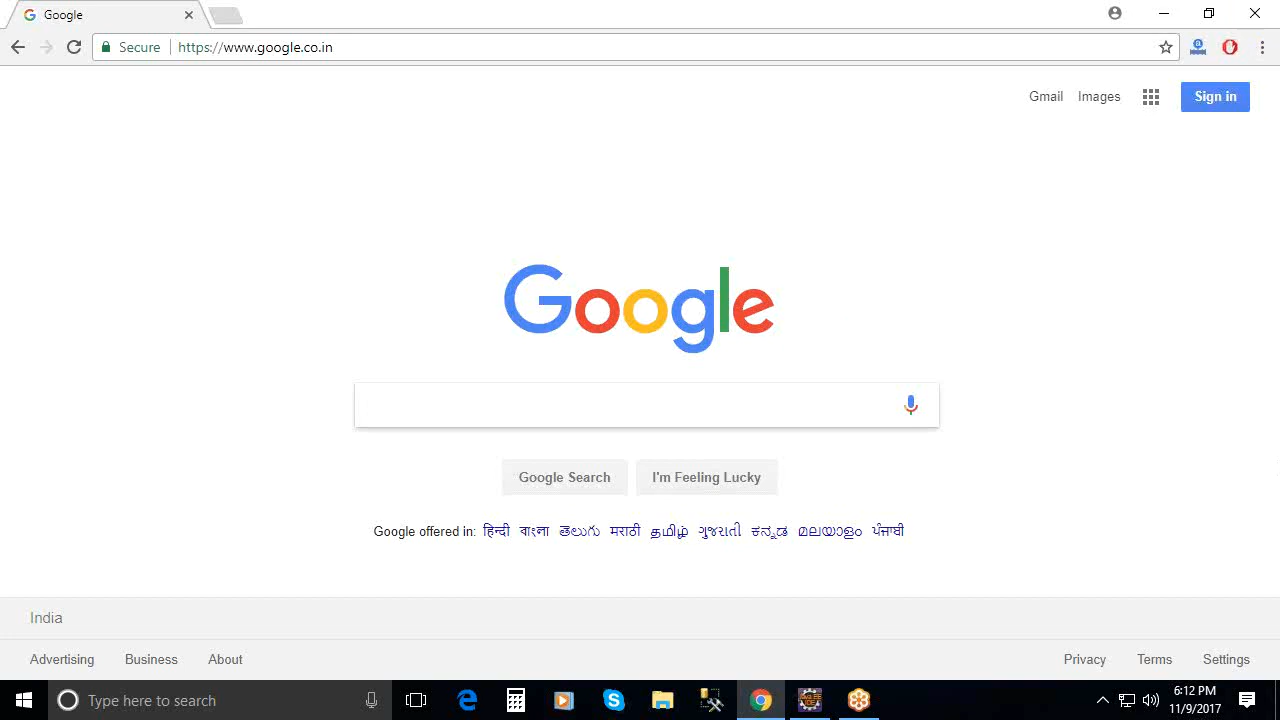 Google
Secure https://www.google.co.in
Gmail Images Sign in
Google
Google Search I'm Feeling Lucky
Google offered in: हिन्दी বাংলা తెలుగు मराठी தமிழ் ગુજરાતી ಕನ್ನಡ മലയാളം ਪੰਜਾਬੀ
India
Advertising Business About Privacy Terms Settings
Type here to search
6:12 PM
11/9/2017